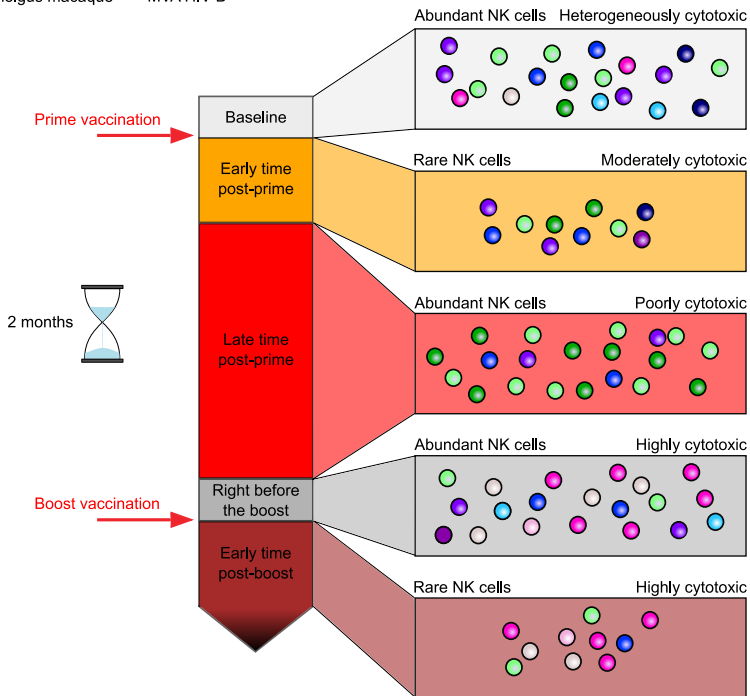 Abundant NK cells Heterogeneously cytotoxic
Prime vaccination
Baseline
Early time
post-prime
Rare NK cells Moderately cytotoxic
2 months
Late time
post-prime
Abundant NK cells Poorly cytotoxic
Abundant NK cells Highly cytotoxic
Right before
the boost
Boost vaccination
Early time
post-boost
Rare NK cells Highly cytotoxic